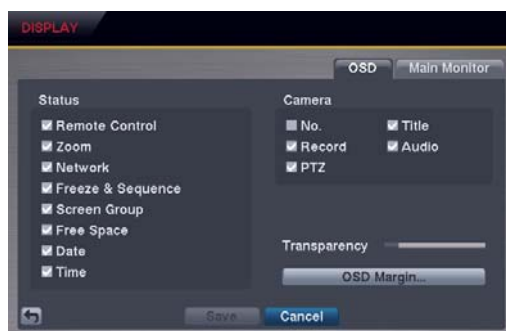 DISPLAY
OSD Main Monitor
Status
Remote Control
Zoom
Network
Freeze & Sequence
Screen Group
Free Space
Date
Time
Camera
No. Title
Record Audio
PTZ
Transparency
OSD Margin...
Save Cancel